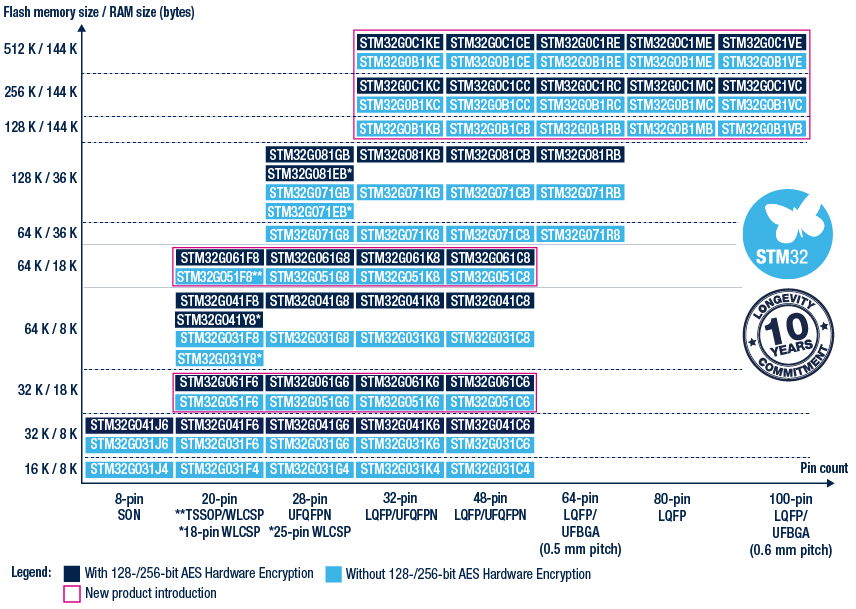 Flash memory size / RAM size (bytes)
512 K / 144 K
STM32G0C1KE STM32G0C1CE STM32G0C1RE STM32G0C1ME STM32G0C1VE
STM32G0B1KE STM32G0B1CE STM32G0B1RE STM32G0B1ME STM32G0B1VE
256 K / 144 K
STM32G0C1KC STM32G0C1CC STM32G0C1RC STM32G0C1MC STM32G0C1VC
STM32G0B1KC STM32G0B1CC STM32G0B1RC STM32G0B1MC STM32G0B1VC
128 K / 144 K
STM32G0B1KB STM32G0B1CB STM32G0B1RB STM32G0B1MB STM32G0B1VB
128 K / 36 K
STM32G081GB STM32G081KB STM32G081CB STM32G081RB
STM32G081EB*
STM32G071GB STM32G071KB STM32G071CB STM32G071RB
STM32G071EB*
64 K / 36 K
STM32G071G8 STM32G071K8 STM32G071C8 STM32G071R8
64 K / 18 K
STM32G061F8 STM32G061G8 STM32G061K8 STM32G061C8
STM32G051F8** STM32G051G8 STM32G051K8 STM32G051C8
64 K / 8 K
STM32G041F8 STM32G041G8 STM32G041K8 STM32G041C8
STM32G041Y8*
STM32G031F8 STM32G031G8 STM32G031K8 STM32G031C8
STM32G031Y8*
32 K / 18 K
STM32G061F6 STM32G061G6 STM32G061K6 STM32G061C6
STM32G051F6 STM32G051G6 STM32G051K6 STM32G051C6
32 K / 8 K
STM32G041J6 STM32G041F6 STM32G041G6 STM32G041K6 STM32G041C6
STM32G031J6 STM32G031F6 STM32G031G6 STM32G031K6 STM32G031C6
16 K / 8 K
STM32G031J4 STM32G031F4 STM32G031G4 STM32G031K4 STM32G031C4
STM32
LONGEVITY
10
YEARS
COMMITMENT
Pin count
8-pin
SON
20-pin
**TSSOP/WLCSP
*18-pin WLCSP
28-pin
UFQFPN
*25-pin WLCSP
32-pin
LQFP/UFQFPN
48-pin
LQFP/UFQFPN
64-pin
LQFP/
UFBGA
(0.5 mm pitch)
80-pin
LQFP
100-pin
LQFP/
UFBGA
(0.6 mm pitch)
Legend: With 128-/256-bit AES Hardware Encryption Without 128-/256-bit AES Hardware Encryption
New product introduction